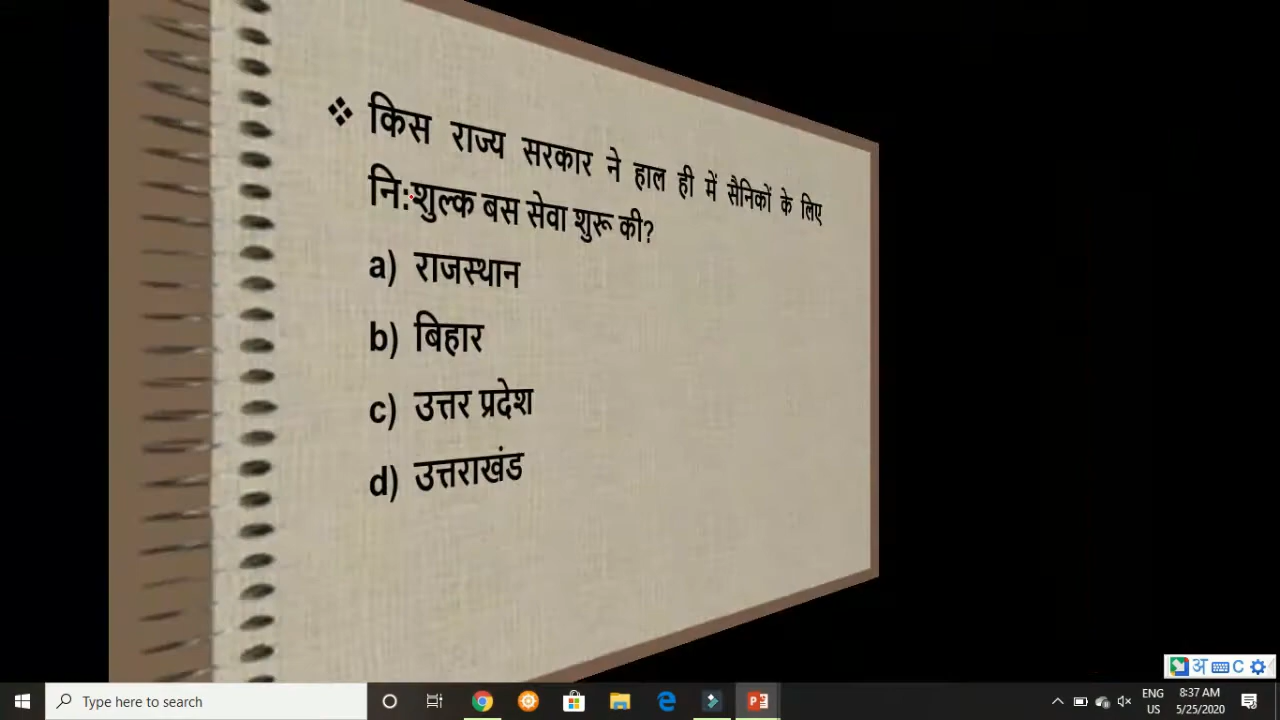 ❖ किस राज्य सरकार ने हाल ही में सैनिकों के लिए
नि:शुल्क बस सेवा शुरू की?
a) राजस्थान
b) बिहार
c) उत्तर प्रदेश
d) उत्तराखंड
अ C
Type here to search
ENG
US
8:37 AM
5/25/2020